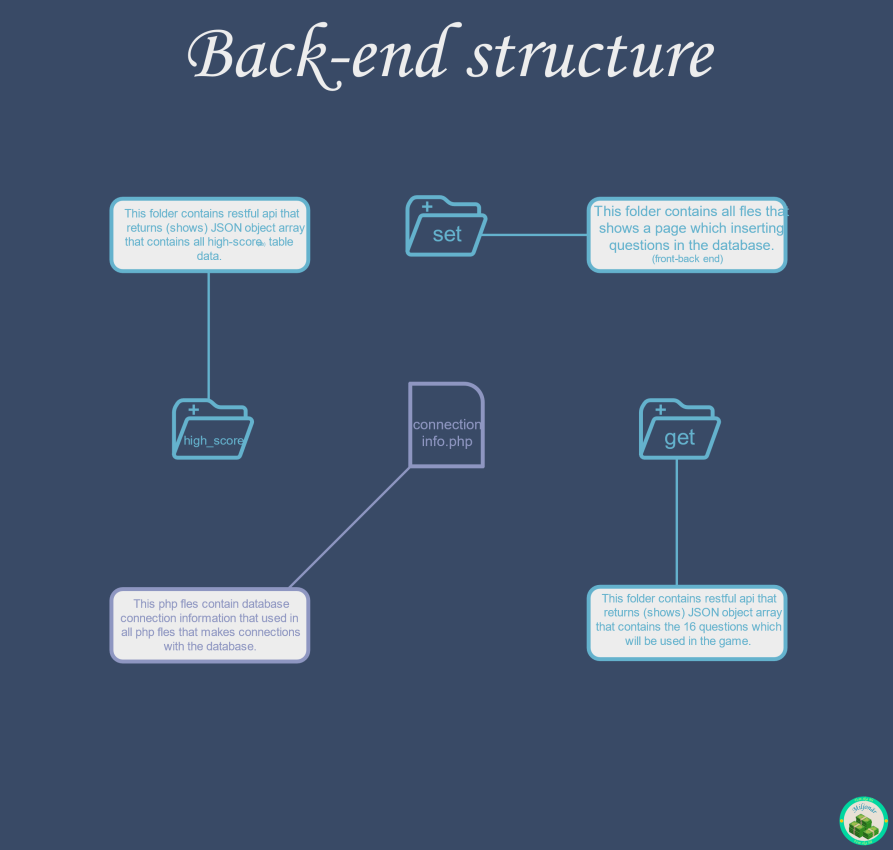 Back-end structure
This folder contains restful api that
returns (shows) JSON object array
that contains all high-score table
data.
set
This folder contains all fles that
shows a page which inserting
questions in the database.
(front-back end)
high_score
connection
info.php
get
This php fles contain database
connection information that used in
all php fles that makes connections
with the database.
This folder contains restful api that
returns (shows) JSON object array
that contains the 16 questions which
will be used in the game.